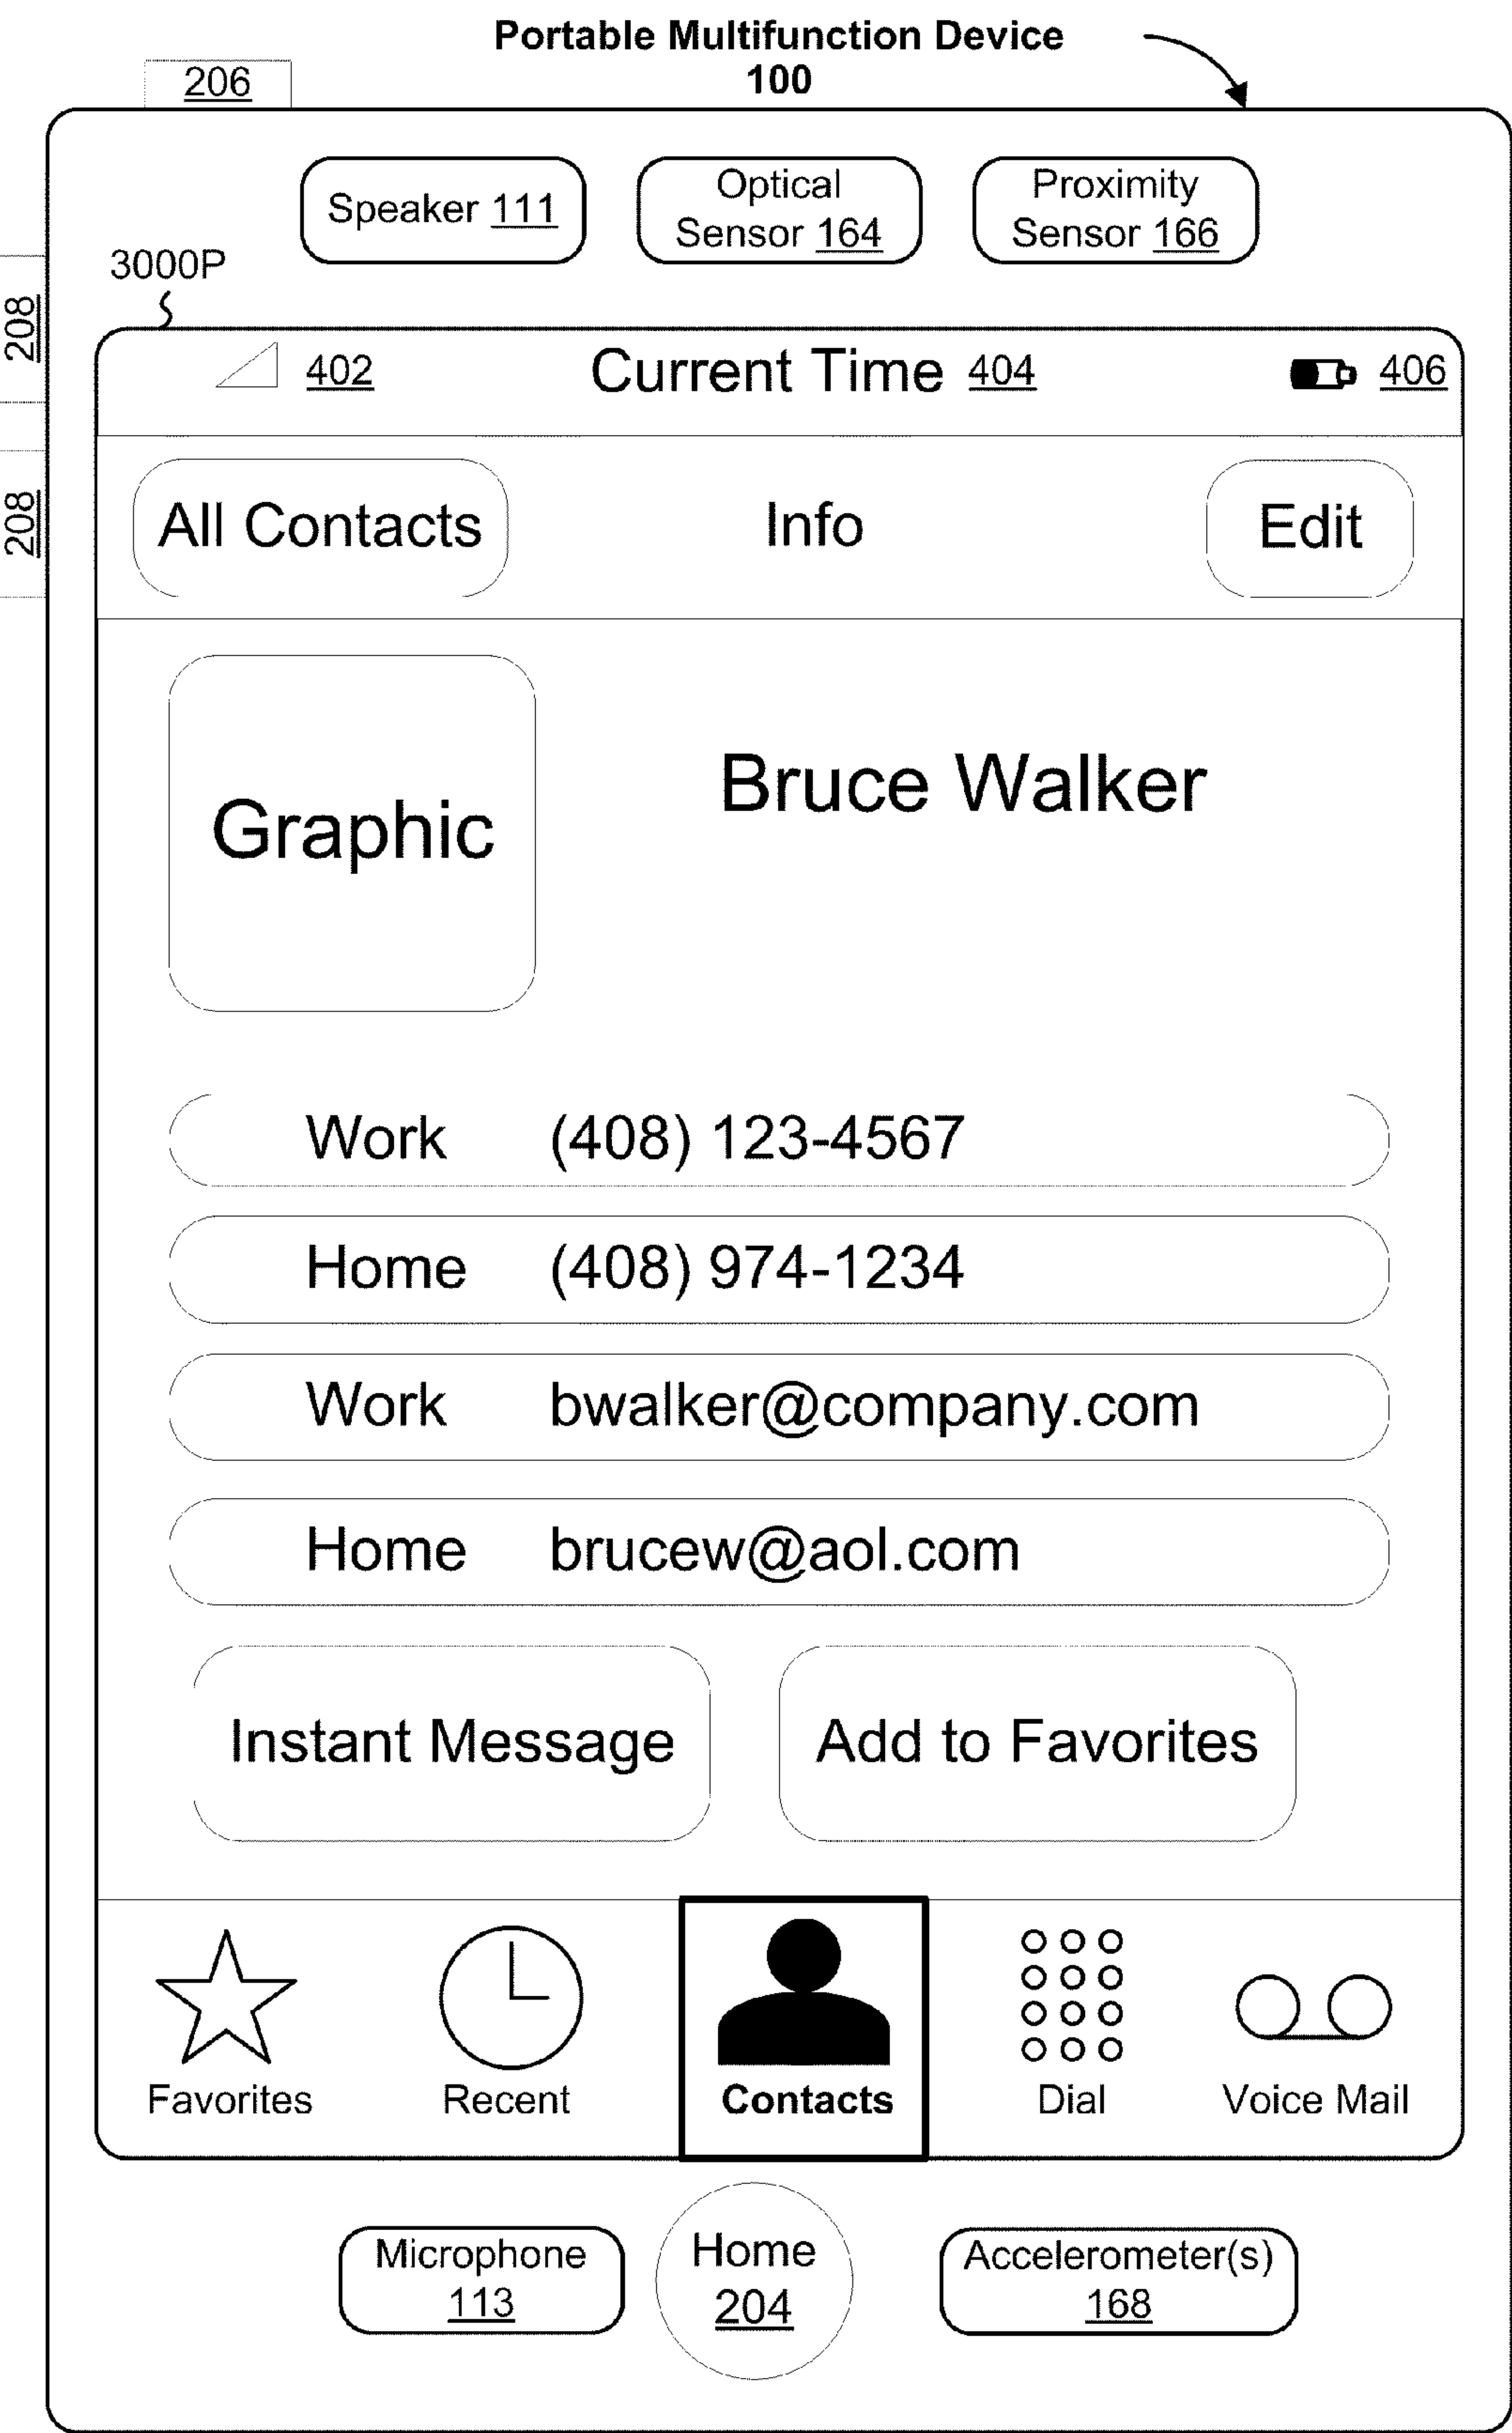 Portable Multifunction Device
100
206
Speaker 111
Optical
Sensor 164
Proximity
Sensor 166
3000P
208
208
402
Current Time 404
406
All Contacts
Info
Edit
Graphic
Bruce Walker
Work (408) 123-4567
Home (408) 974-1234
Work bwalker@company.com
Home brucew@aol.com
Instant Message
Add to Favorites
Favorites
Recent
Contacts
Dial
Voice Mail
Microphone
113
Home
204
Accelerometer(s)
168